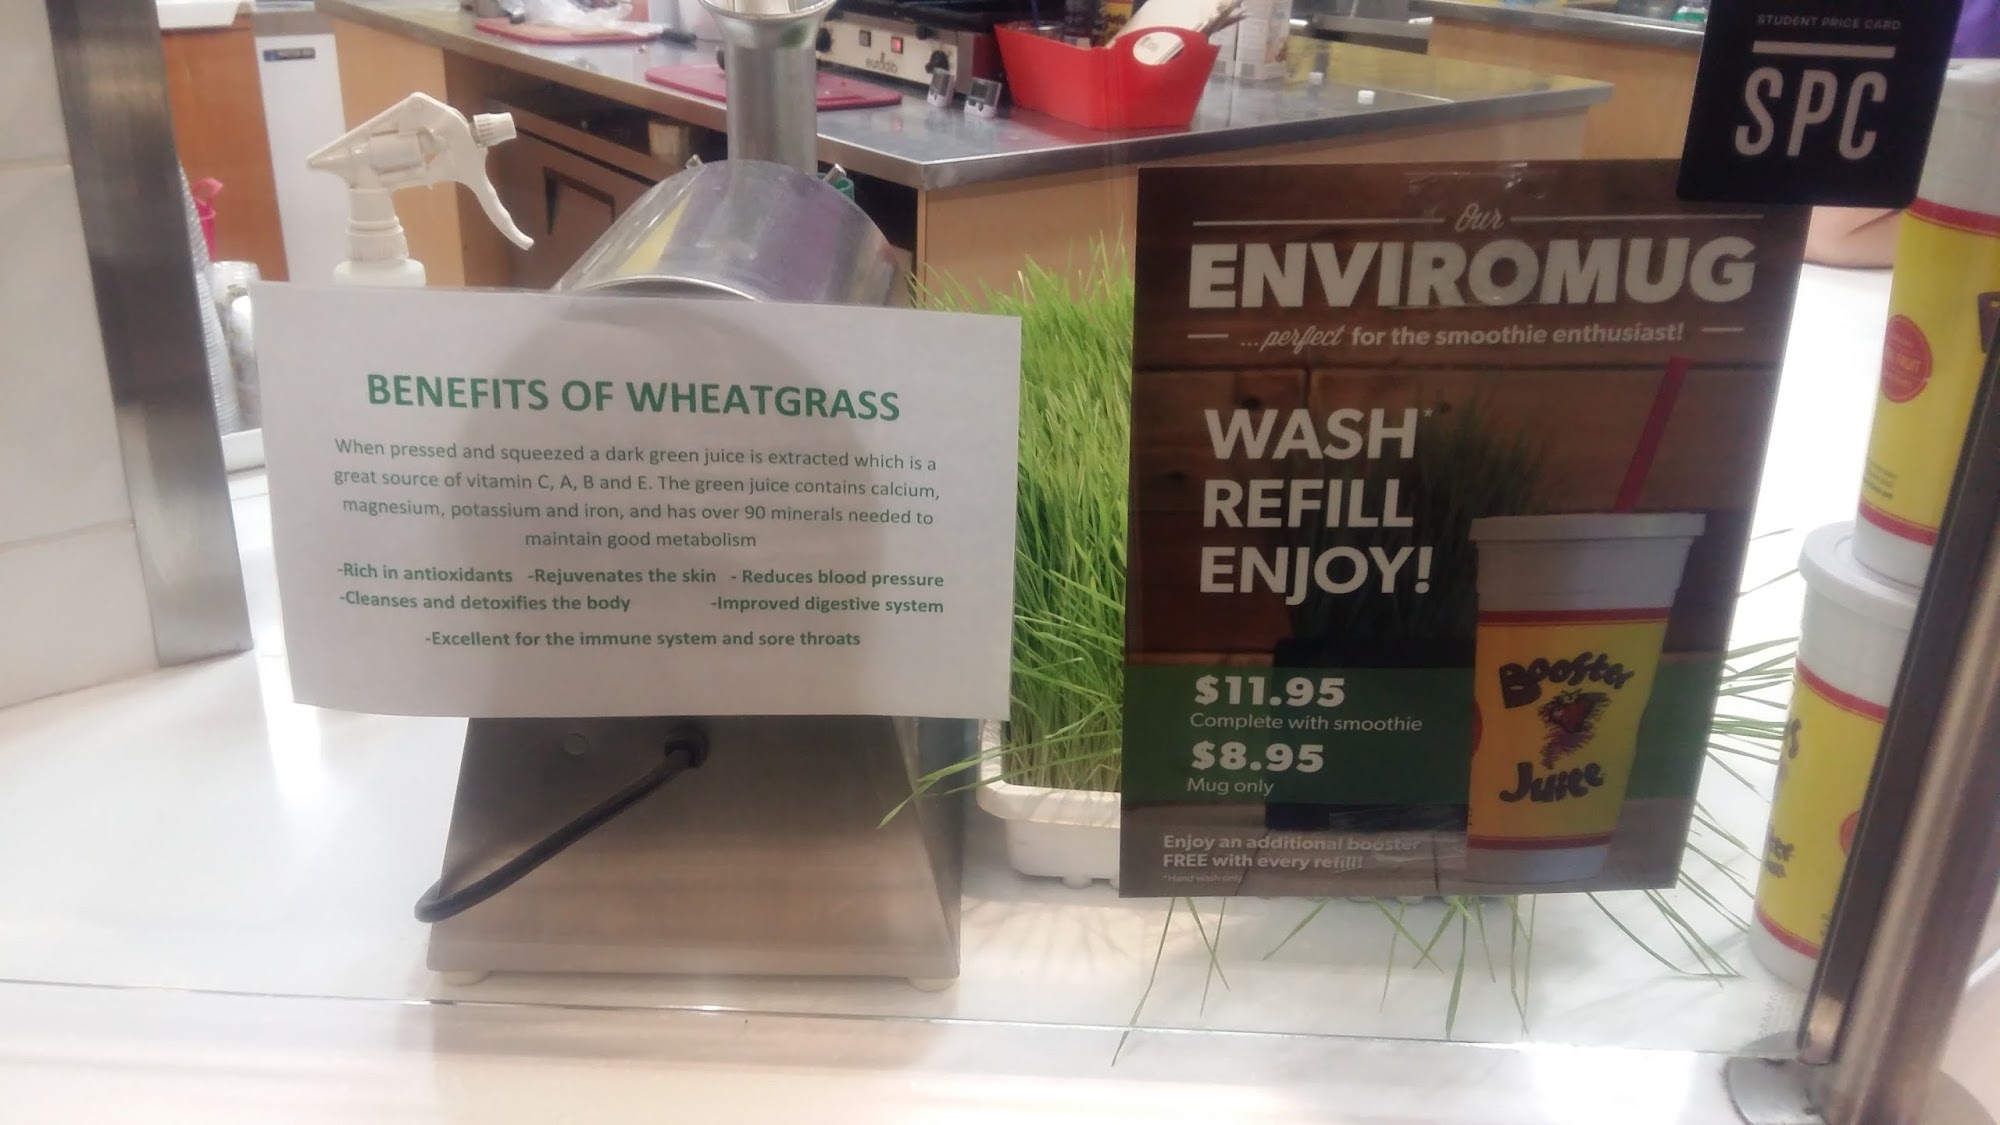 BENEFITS OF WHEATGRASS
When pressed and squeezed a dark green juice is extracted which is a
great source of vitamin C, A, B and E. The green juice contains calcium,
magnesium, potassium and iron, and has over 90 minerals needed to
maintain good metabolism
-Rich in antioxidants -Rejuvenates the skin - Reduces blood pressure
-Cleanses and detoxifies the body -Improved digestive system
-Excellent for the immune system and sore throats
Our
ENVIROMUG
...perfect for the smoothie enthusiast!
WASH*
REFILL
ENJOY!
$11.95
Complete with smoothie
$8.95
Mug only
Enjoy an additional booster
FREE with every refill!
*Hand wash only
Booster
Juice
STUDENT PRICE CARD
SPC
eurodib
FRUIT